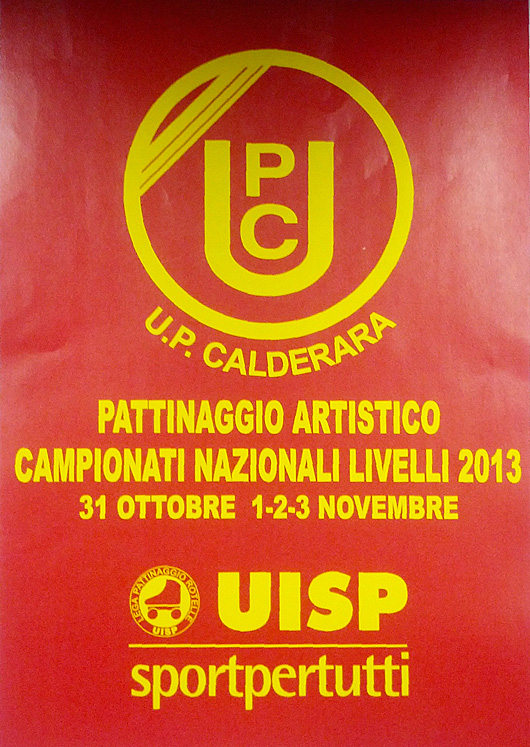 U
P
C
U.P. CALDERARA
PATTINAGGIO ARTISTICO
CAMPIONATI NAZIONALI LIVELLI 2013
31 OTTOBRE 1-2-3 NOVEMBRE
LEGA PATTINAGGIO ROTELLE
UISP
UISP
sportpertutti